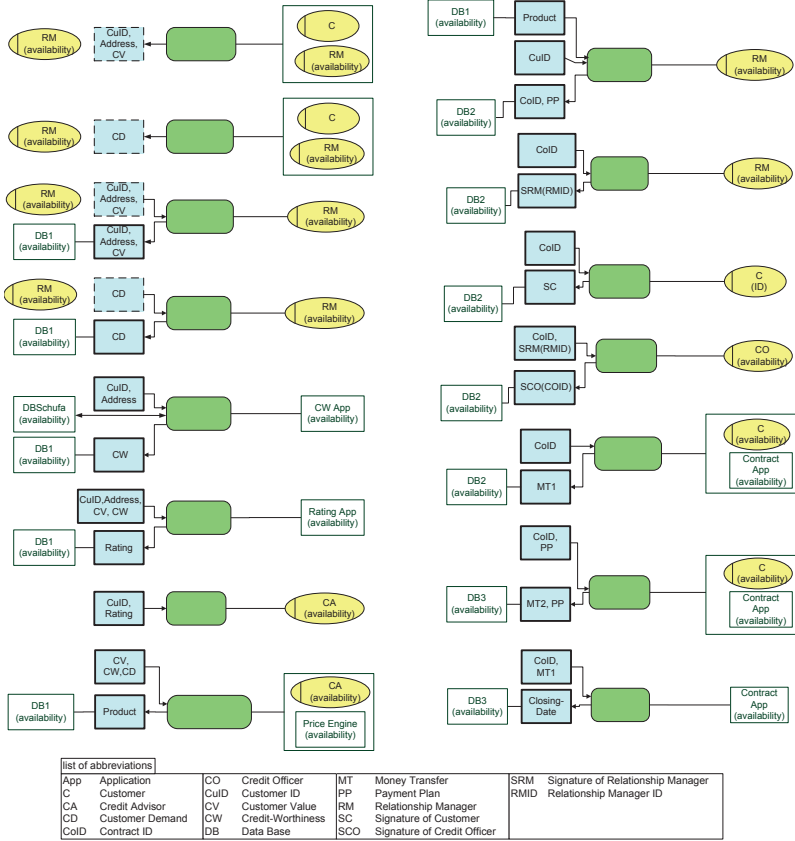 RM
(availability)
CuID,
Address,
CV
C
RM
(availability)
RM
(availability)
CD
C
RM
(availability)
RM
(availability)
CuID,
Address,
CV
DB1
(availability)
CuID,
Address,
CV
RM
(availability)
RM
(availability)
CD
DB1
(availability)
CD
RM
(availability)
CuID,
Address
DBSchufa
(availability)
DB1
(availability)
CW
CW App
(availability)
CuID,Address,
CV, CW
DB1
(availability)
Rating
Rating App
(availability)
CuID,
Rating
CA
(availability)
CV,
CW,CD
DB1
(availability)
Product
CA
(availability)
Price Engine
(availability)
DB1
(availability)
Product
CuID
DB2
(availability)
CoID, PP
RM
(availability)
CoID
DB2
(availability)
SRM(RMID)
RM
(availability)
CoID
DB2
(availability)
SC
C
(ID)
CoID,
SRM(RMID)
DB2
(availability)
SCO(COID)
CO
(availability)
CoID
DB2
(availability)
MT1
C
(availability)
Contract
App
(availability)
CoID,
PP
DB3
(availability)
MT2, PP
C
(availability)
Contract
App
(availability)
CoID,
MT1
DB3
(availability)
Closing-
Date
Contract
App
(availability)
list of abbreviations
App Application CO Credit Officer MT Money Transfer SRM Signature of Relationship Manager
C Customer CuID Customer ID PP Payment Plan RMID Relationship Manager ID
CA Credit Advisor CV Customer Value RM Relationship Manager
CD Customer Demand CW Credit-Worthiness SC Signature of Customer
CoID Contract ID DB Data Base SCO Signature of Credit Officer